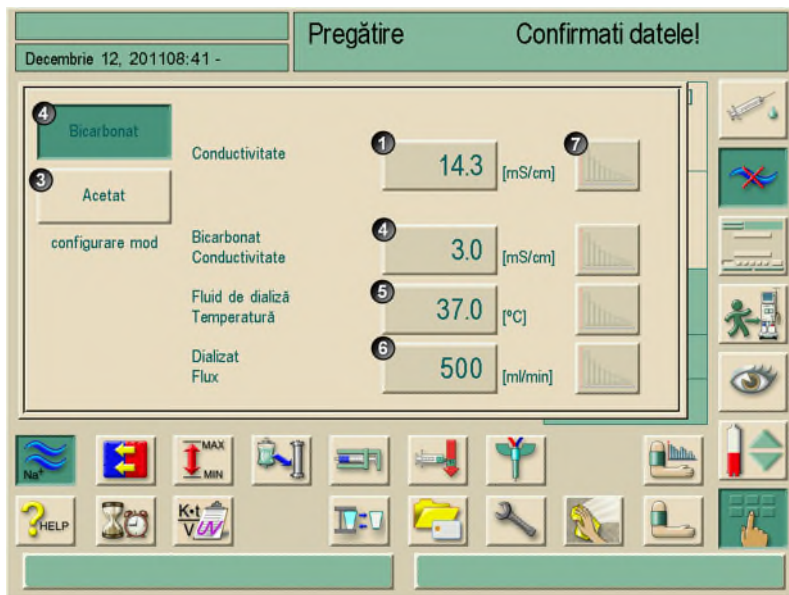 Pregătire Confirmati datele!
Decembrie 12, 201108:41 -
4
Bicarbonat
Conductivitate
1
14.3
[mS/cm]
7
3
Acetat
configurare mod
Bicarbonat
Conductivitate
4
3.0
[mS/cm]
Fluid de dializă
Temperatură
5
37.0
[ºC]
Dializat
Flux
6
500
[ml/min]
Na+
MAX
MIN
?HELP
K•t
V
UV